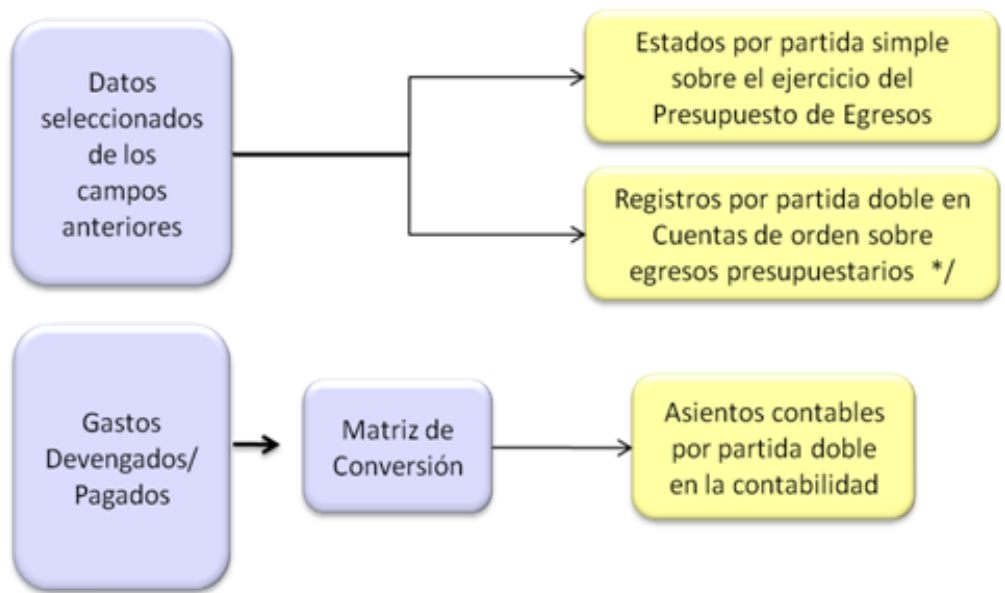 Datos
seleccionados
de los
campos
anteriores
Estados por partida simple
sobre el ejercicio del
Presupuesto de Egresos
Registros por partida doble en
Cuentas de orden sobre
egresos presupuestarios */
Gastos
Devengados/
Pagados
Matriz de
Conversión
Asientos contables
por partida doble
en la contabilidad